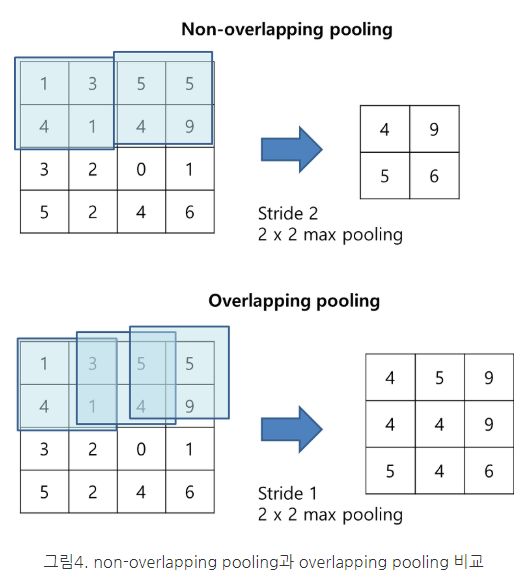 Non-overlapping pooling
1 3 5 5
4 1 4 9
3 2 0 1
5 2 4 6
4 9
5 6
Stride 2
2 x 2 max pooling
Overlapping pooling
1 3 5 5
4 1 4 9
3 2 0 1
5 2 4 6
4 5 9
4 4 9
5 4 6
Stride 1
2 x 2 max pooling
그림4. non-overlapping pooling과 overlapping pooling 비교